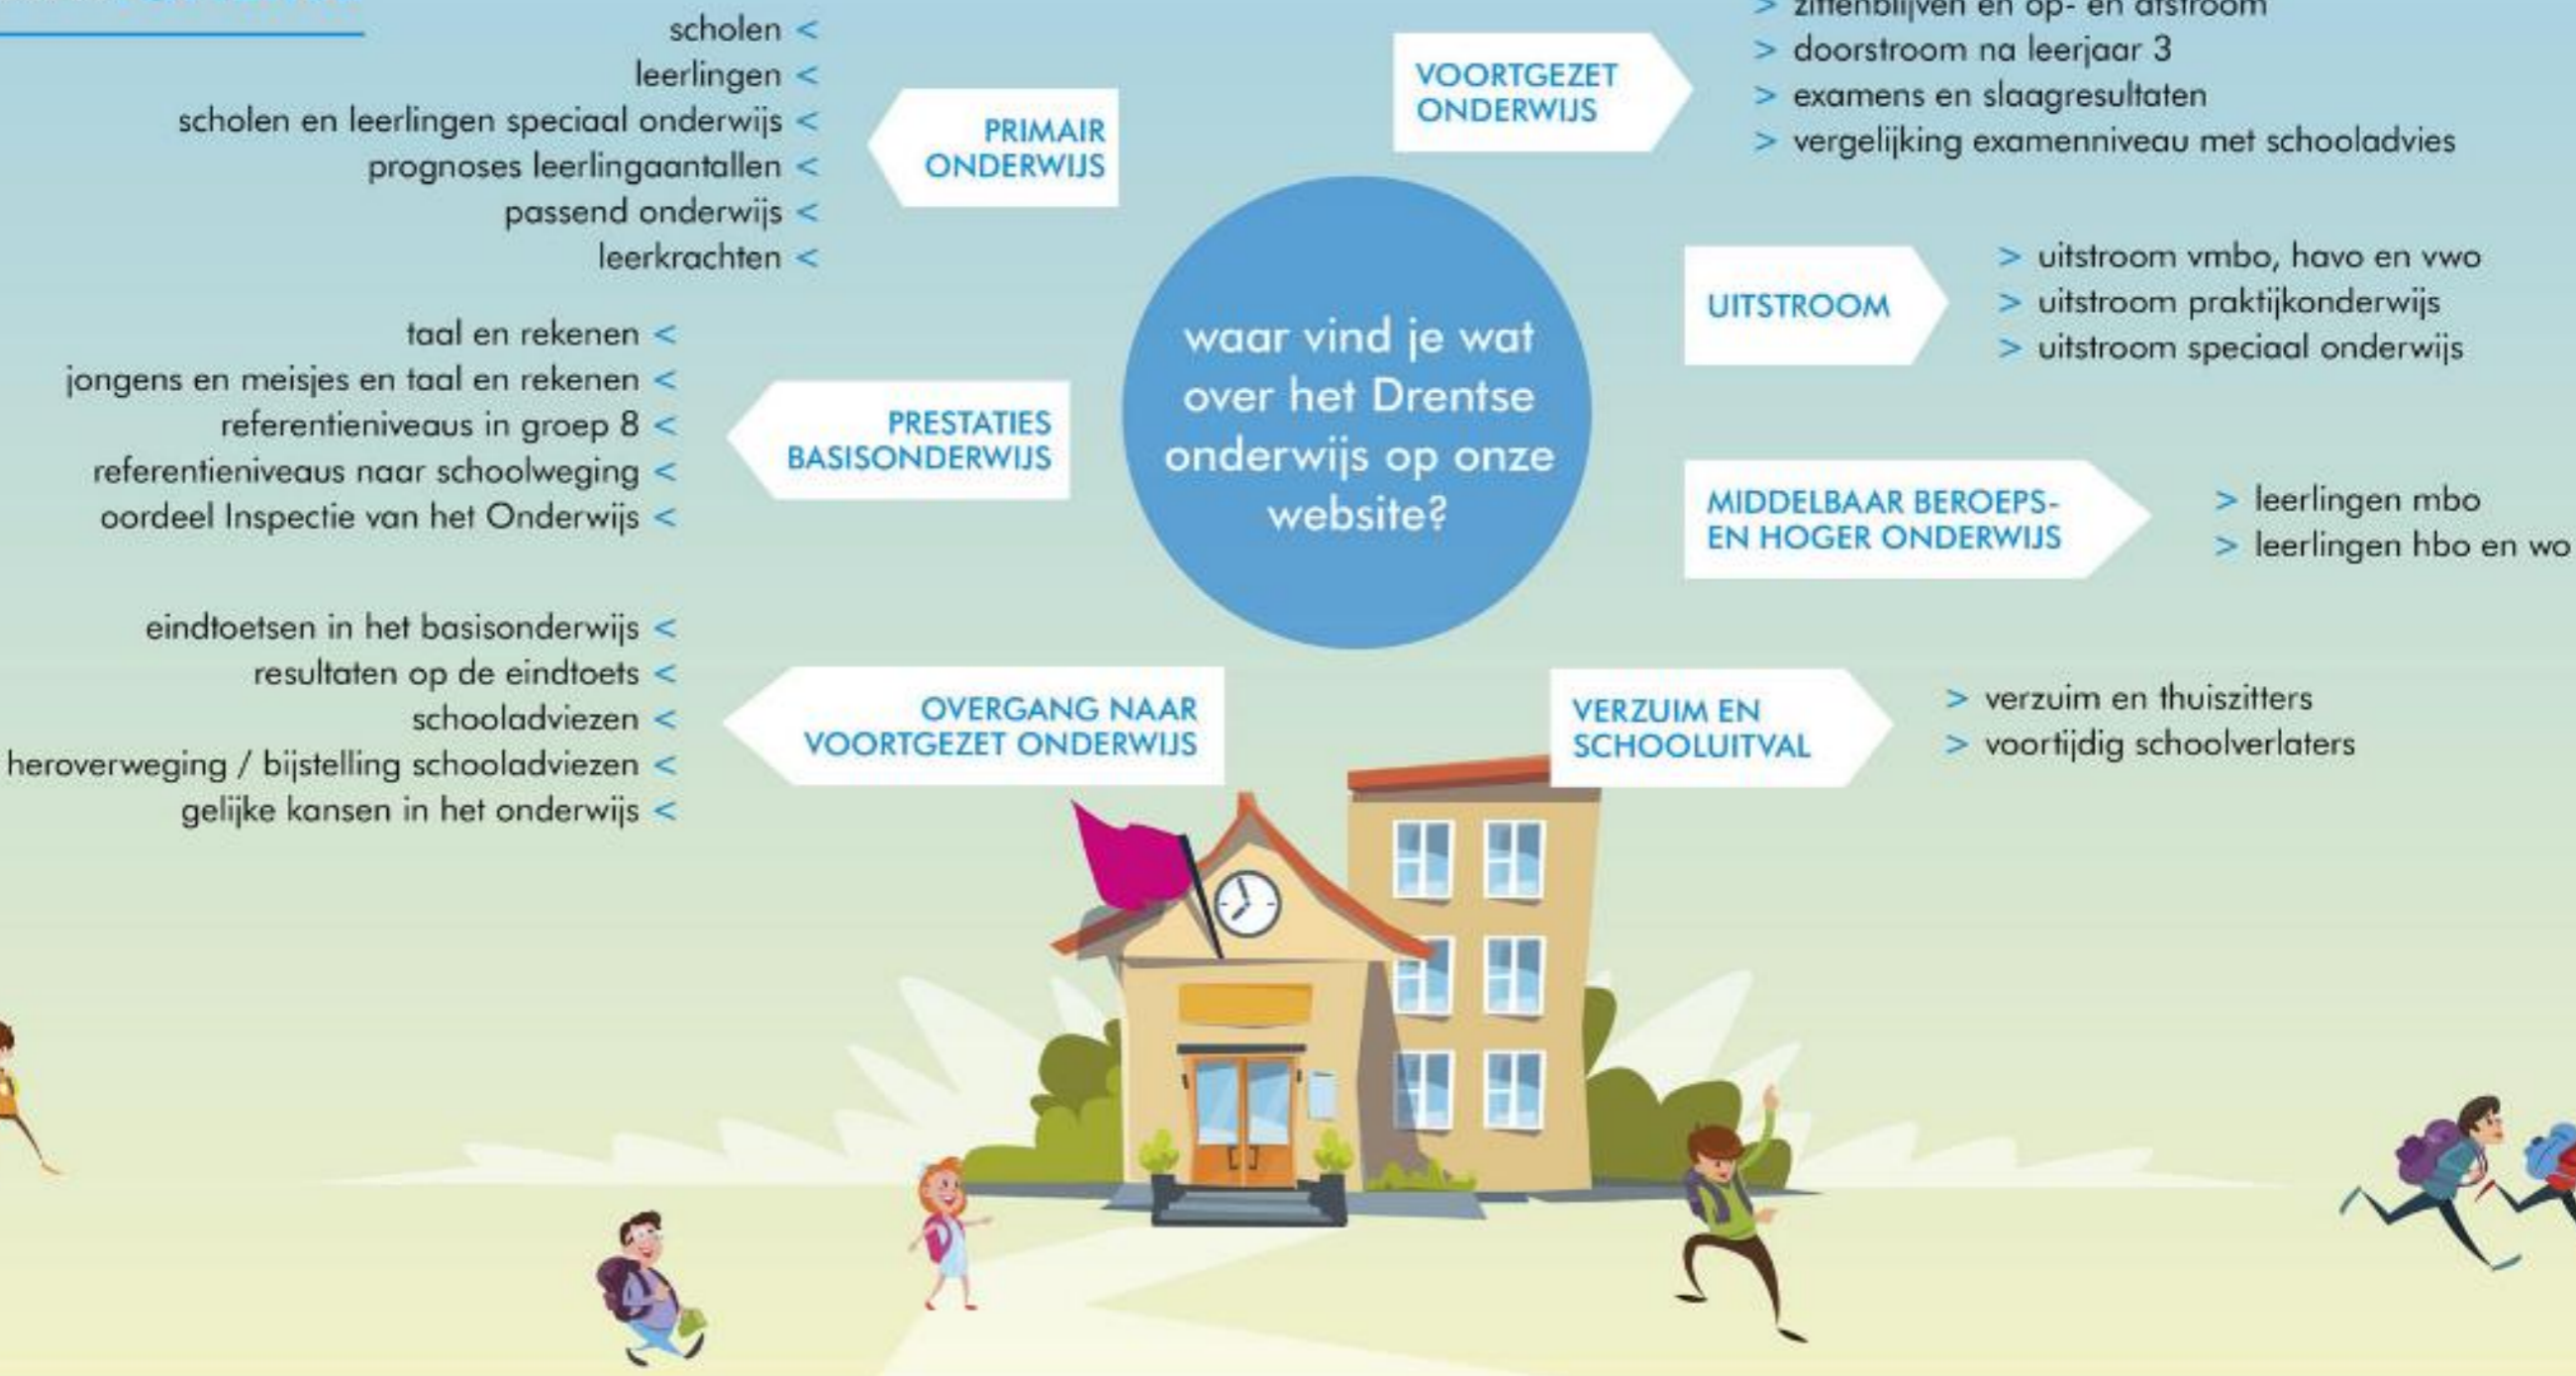 scholen <
leerlingen <
scholen en leerlingen speciaal onderwijs <
prognoses leerlingaantallen <
passend onderwijs <
leerkrachten <
PRIMAIR
ONDERWIJS
taal en rekenen <
jongens en meisjes en taal en rekenen <
referentieniveaus in groep 8 <
referentieniveaus naar schoolweging <
oordeel Inspectie van het Onderwijs <
PRESTATIES
BASISONDERWIJS
eindtoetsen in het basisonderwijs <
resultaten op de eindtoets <
schooladviezen <
heroverweging / bijstelling schooladviezen <
gelijke kansen in het onderwijs <
OVERGANG NAAR
VOORTGEZET ONDERWIJS
waar vind je wat
over het Drentse
onderwijs op onze
website?
VOORTGEZET
ONDERWIJS
> zittenblijven en op- en afstroom
> doorstroom na leerjaar 3
> examens en slaagresultaten
> vergelijking examenniveau met schooladvies
UITSTROOM
> uitstroom vmbo, havo en vwo
> uitstroom praktijkonderwijs
> uitstroom speciaal onderwijs
MIDDELBAAR BEROEPS-
EN HOGER ONDERWIJS
> leerlingen mbo
> leerlingen hbo en wo
VERZUIM EN
SCHOOLUITVAL
> verzuim en thuiszitters
> voortijdig schoolverlaters